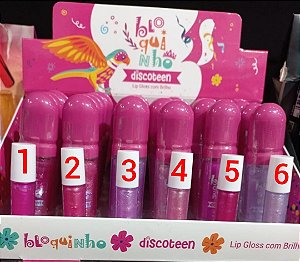 bloquinho
discoteen
Lip Gloss com Brilho
1 2 3 4 5 6
bloquinho discoteen Lip Gloss com Brilho